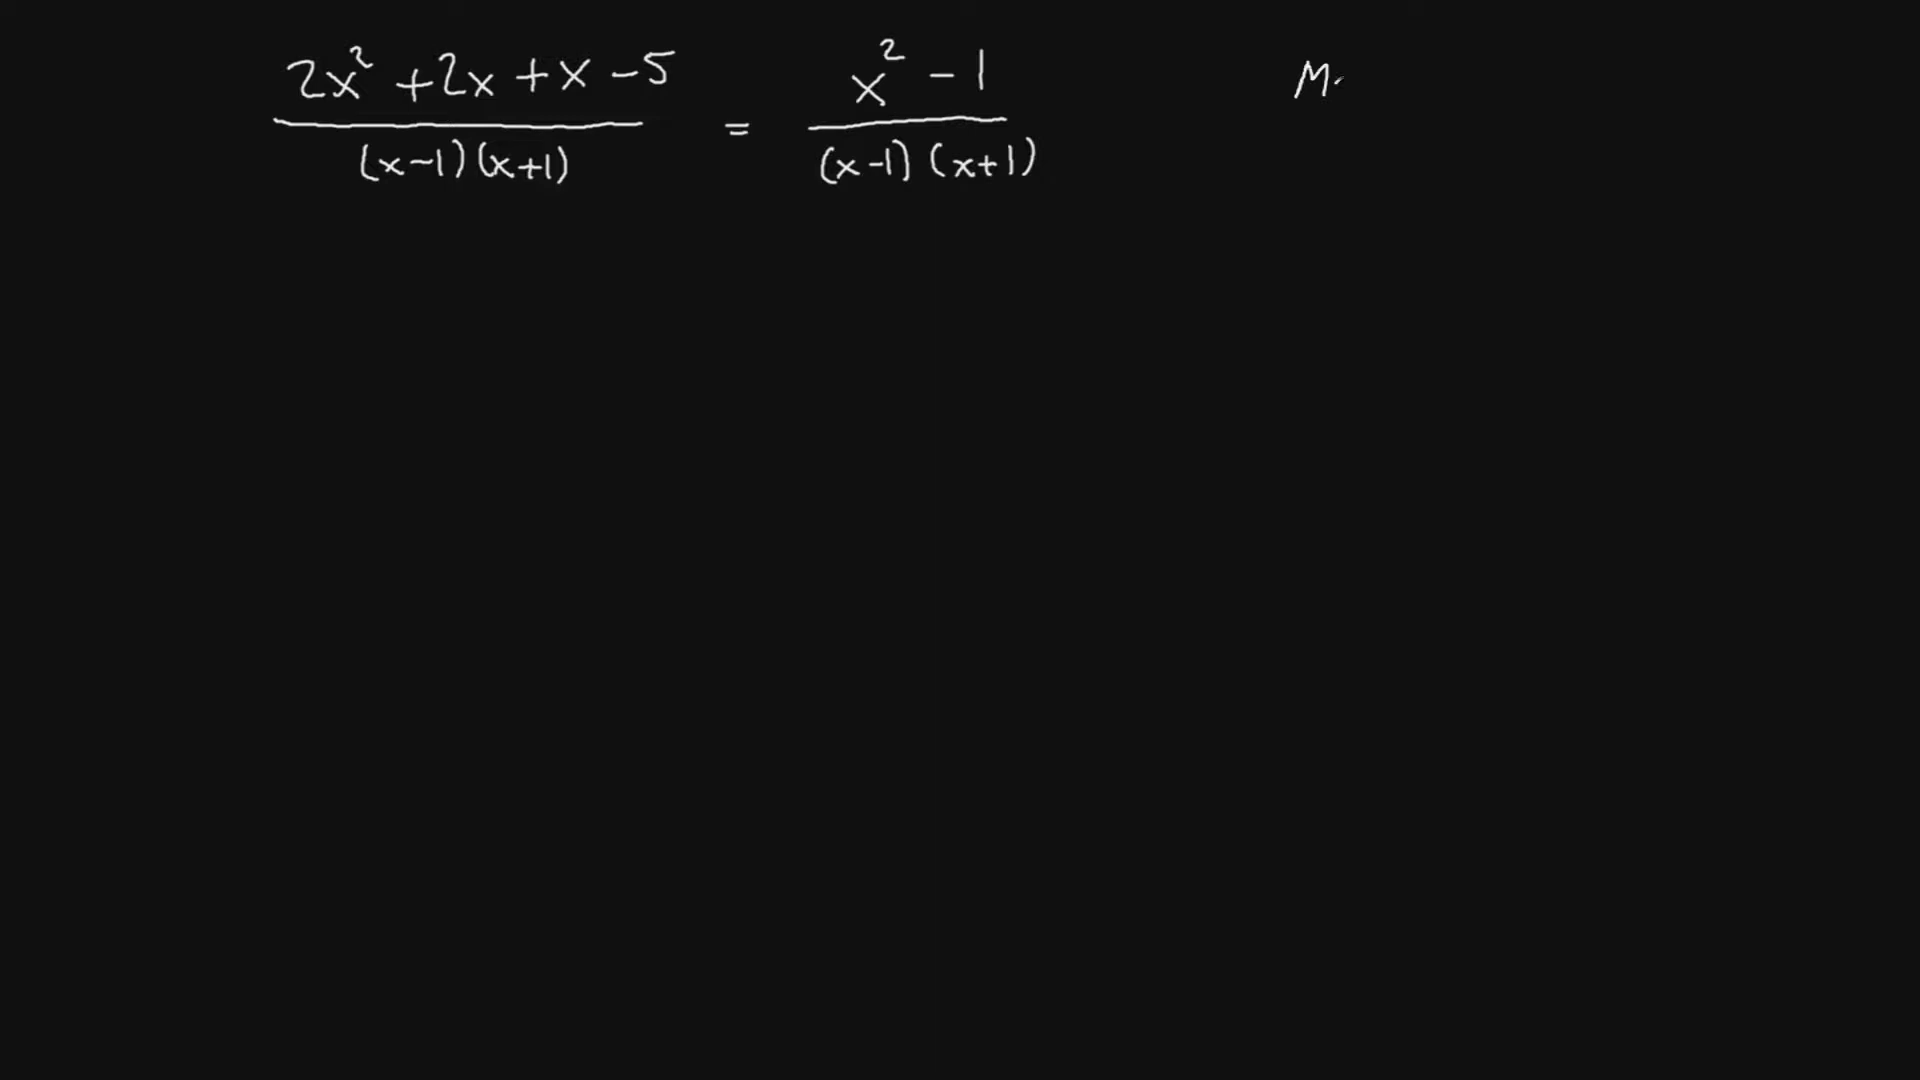 2x² + 2x + x - 5 = x² - 1 M
(x-1)(x+1) (x-1)(x+1)